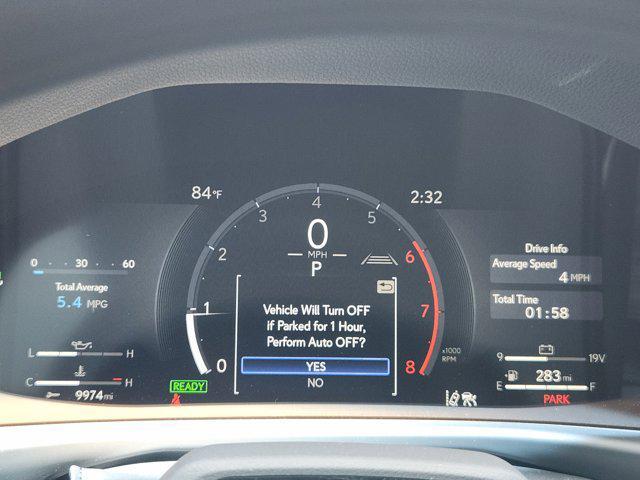 84°F
2:32
0
MPH
P
0 30 60
Total Average
5.4 MPG
L H
C H
9974mi
0
1
2
3
4
5
6
7
8
x1000
RPM
Vehicle Will Turn OFF
if Parked for 1 Hour,
Perform Auto OFF?
YES
NO
READY
Drive Info
Average Speed
4 MPH
Total Time
01:58
9 19V
283 mi
E F
PARK